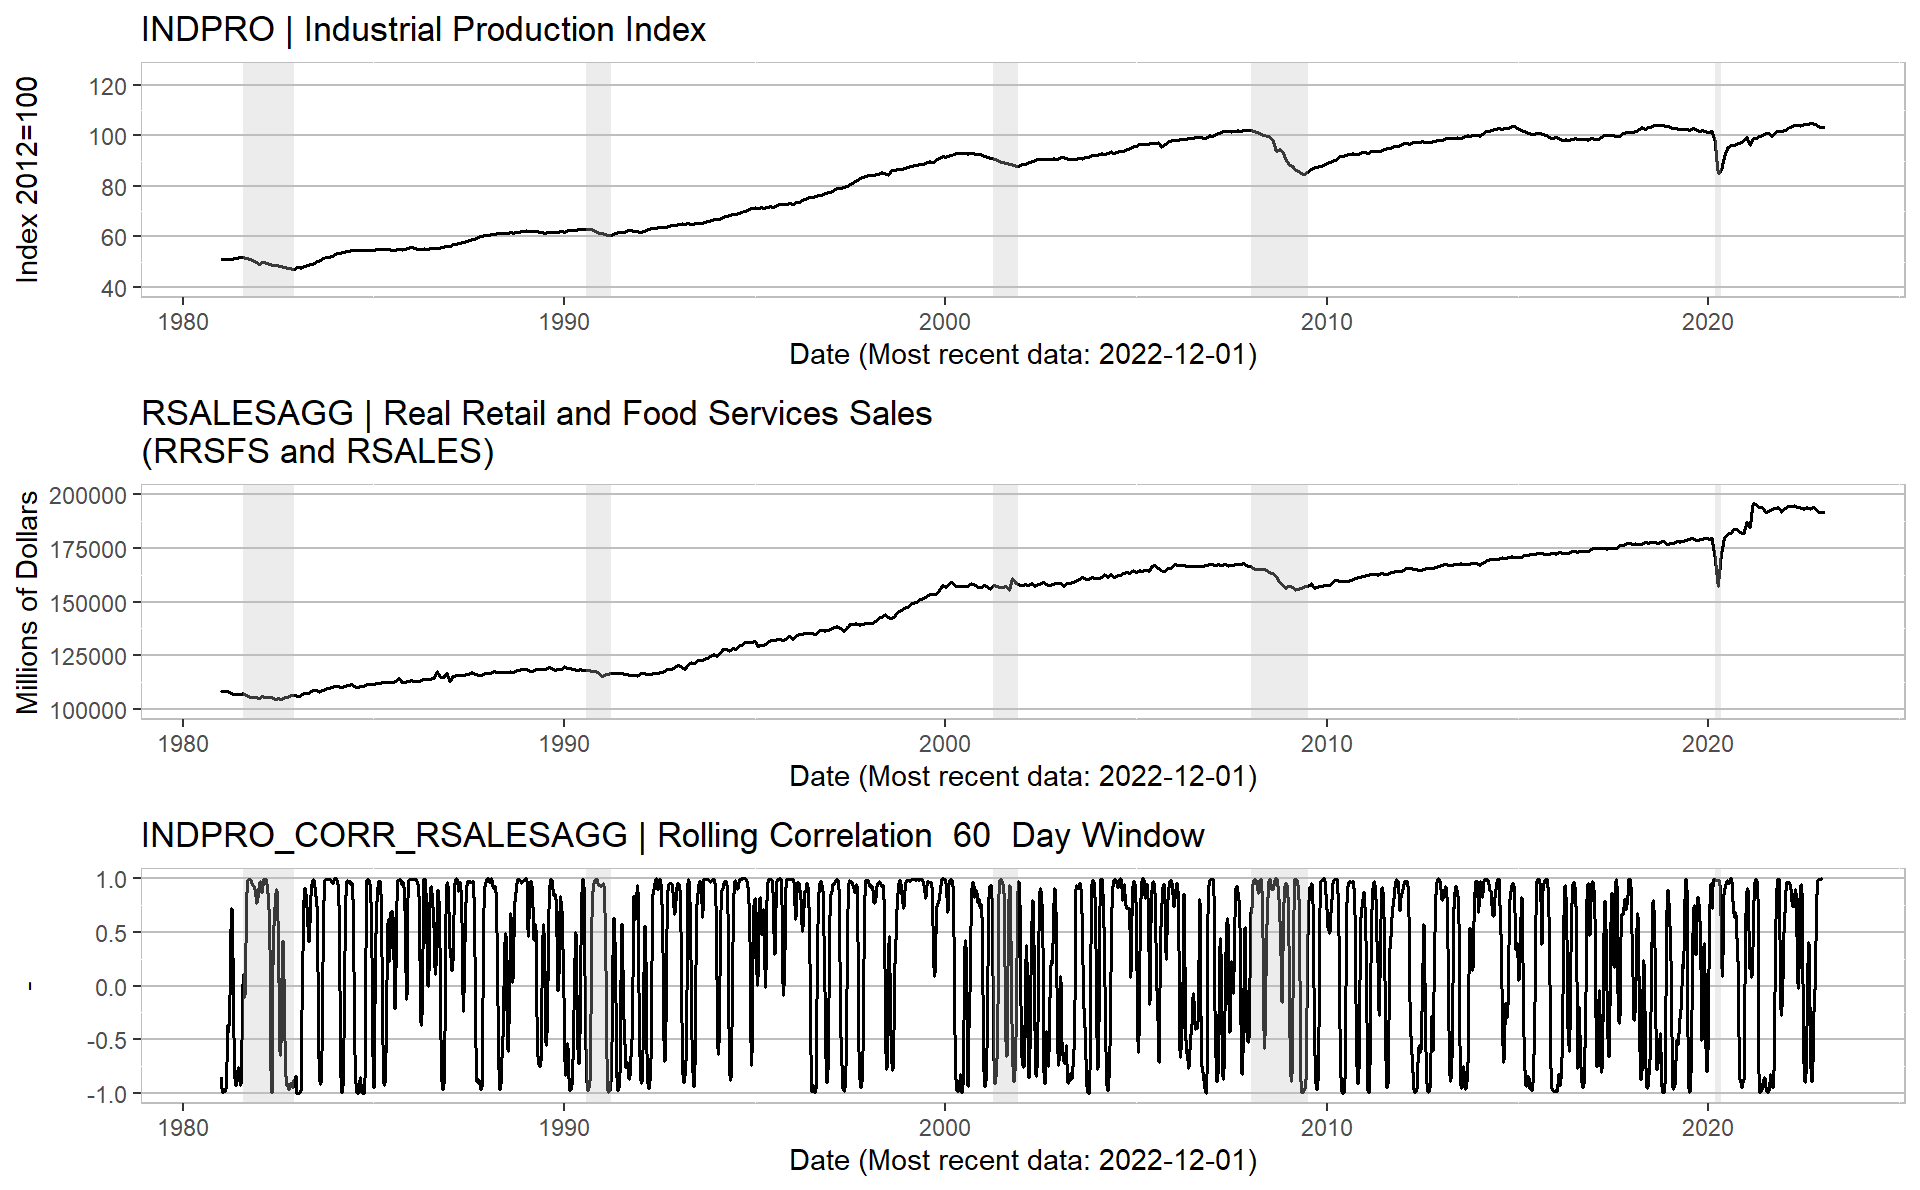 INDPRO | Industrial Production Index
Index 2012=100
120
100
80
60
40
1980 1990 2000 2010 2020
Date (Most recent data: 2022-12-01)
RSALESAGG | Real Retail and Food Services Sales
(RRSFS and RSALES)
Millions of Dollars
200000
175000
150000
125000
100000
1980 1990 2000 2010 2020
Date (Most recent data: 2022-12-01)
INDPRO_CORR_RSALESAGG | Rolling Correlation  60  Day Window
-
1.0
0.5
0.0
-0.5
-1.0
1980 1990 2000 2010 2020
Date (Most recent data: 2022-12-01)